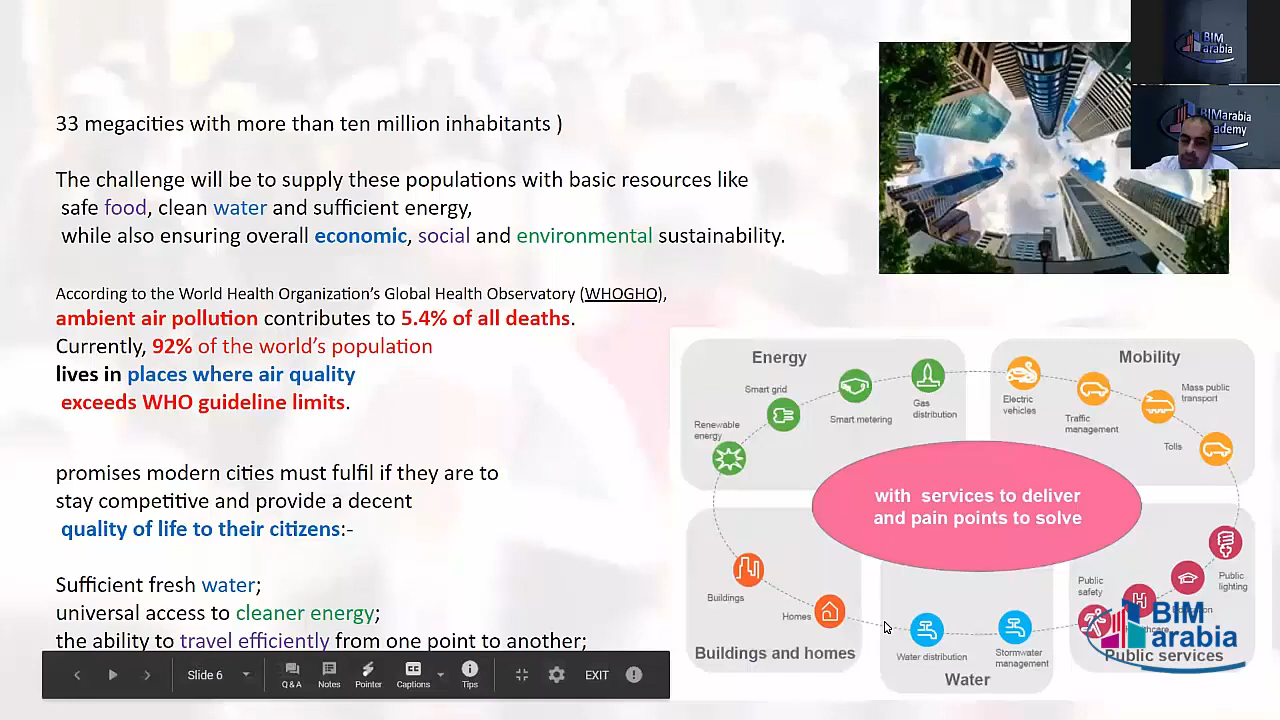 33 megacities with more than ten million inhabitants )
The challenge will be to supply these populations with basic resources like
safe food, clean water and sufficient energy,
while also ensuring overall economic, social and environmental sustainability.
According to the World Health Organization's Global Health Observatory (WHOGHO),
ambient air pollution contributes to 5.4% of all deaths.
Currently, 92% of the world's population
lives in places where air quality
exceeds WHO guideline limits.
promises modern cities must fulfil if they are to
stay competitive and provide a decent
quality of life to their citizens:-
Sufficient fresh water;
universal access to cleaner energy;
the ability to travel efficiently from one point to another;
Slide 6
Q & A
Notes
Pointer
Captions
Tips
EXIT
BIM
arabia
BIMarabia
Energy
Smart grid
Smart metering
Gas
distribution
Renewable
energy
Mobility
Electric
vehicles
Traffic
management
Mass public
transport
Tolls
with services to deliver
and pain points to solve
Buildings
Homes
Buildings and homes
Water distribution
Stormwater
management
Water
Public
safety
H
Public
lighting
Public services
BIM
arabia